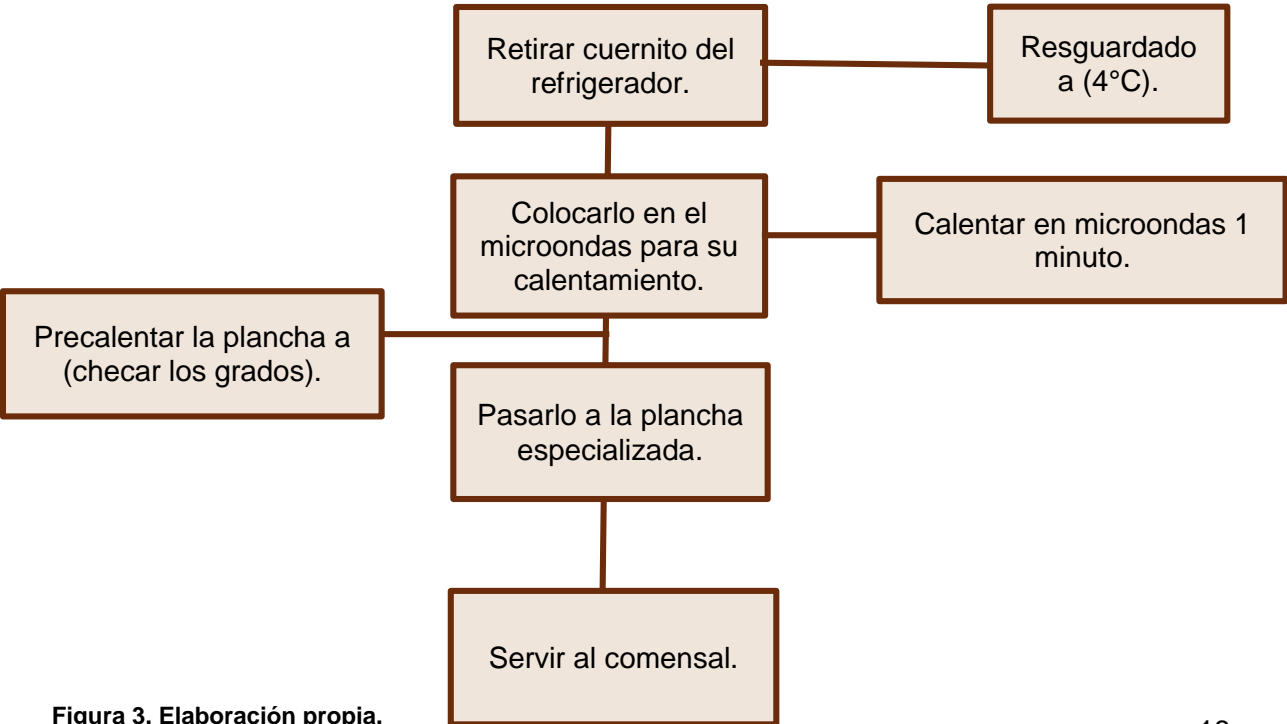 Retirar cuernito del
refrigerador.
Resguardado
a (4°C).
Colocarlo en el
microondas para su
calentamiento.
Calentar en microondas 1
minuto.
Precalentar la plancha a
(checar los grados).
Pasarlo a la plancha
especializada.
Servir al comensal.
Figura 3. Elaboración propia.